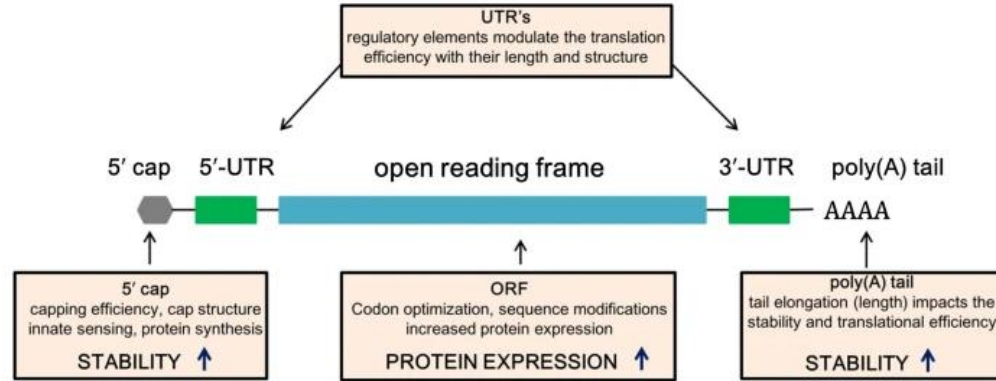 UTR's
regulatory elements modulate the translation
efficiency with their length and structure
5′ cap
5′-UTR
open reading frame
3′-UTR
poly(A) tail
AAAA
5′ cap
capping efficiency, cap structure
innate sensing, protein synthesis
STABILITY
ORF
Codon optimization, sequence modifications
increased protein expression
PROTEIN EXPRESSION
poly(A) tail
tail elongation (length) impacts the
stability and translational efficiency
STABILITY